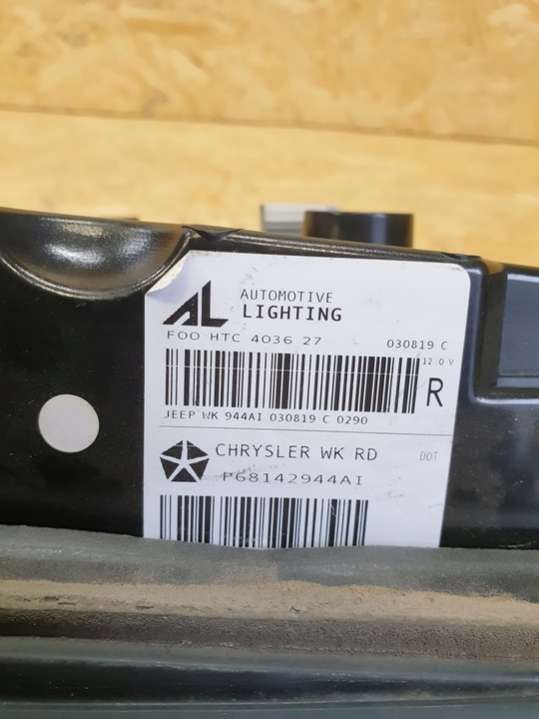 AL AUTOMOTIVE
LIGHTING
FOO HTC 4036 27 030819 C
12.0 V
R
JEEP WK 944AI 030819 C 0290
CHRYSLER WK RD DOT
P68142944AI